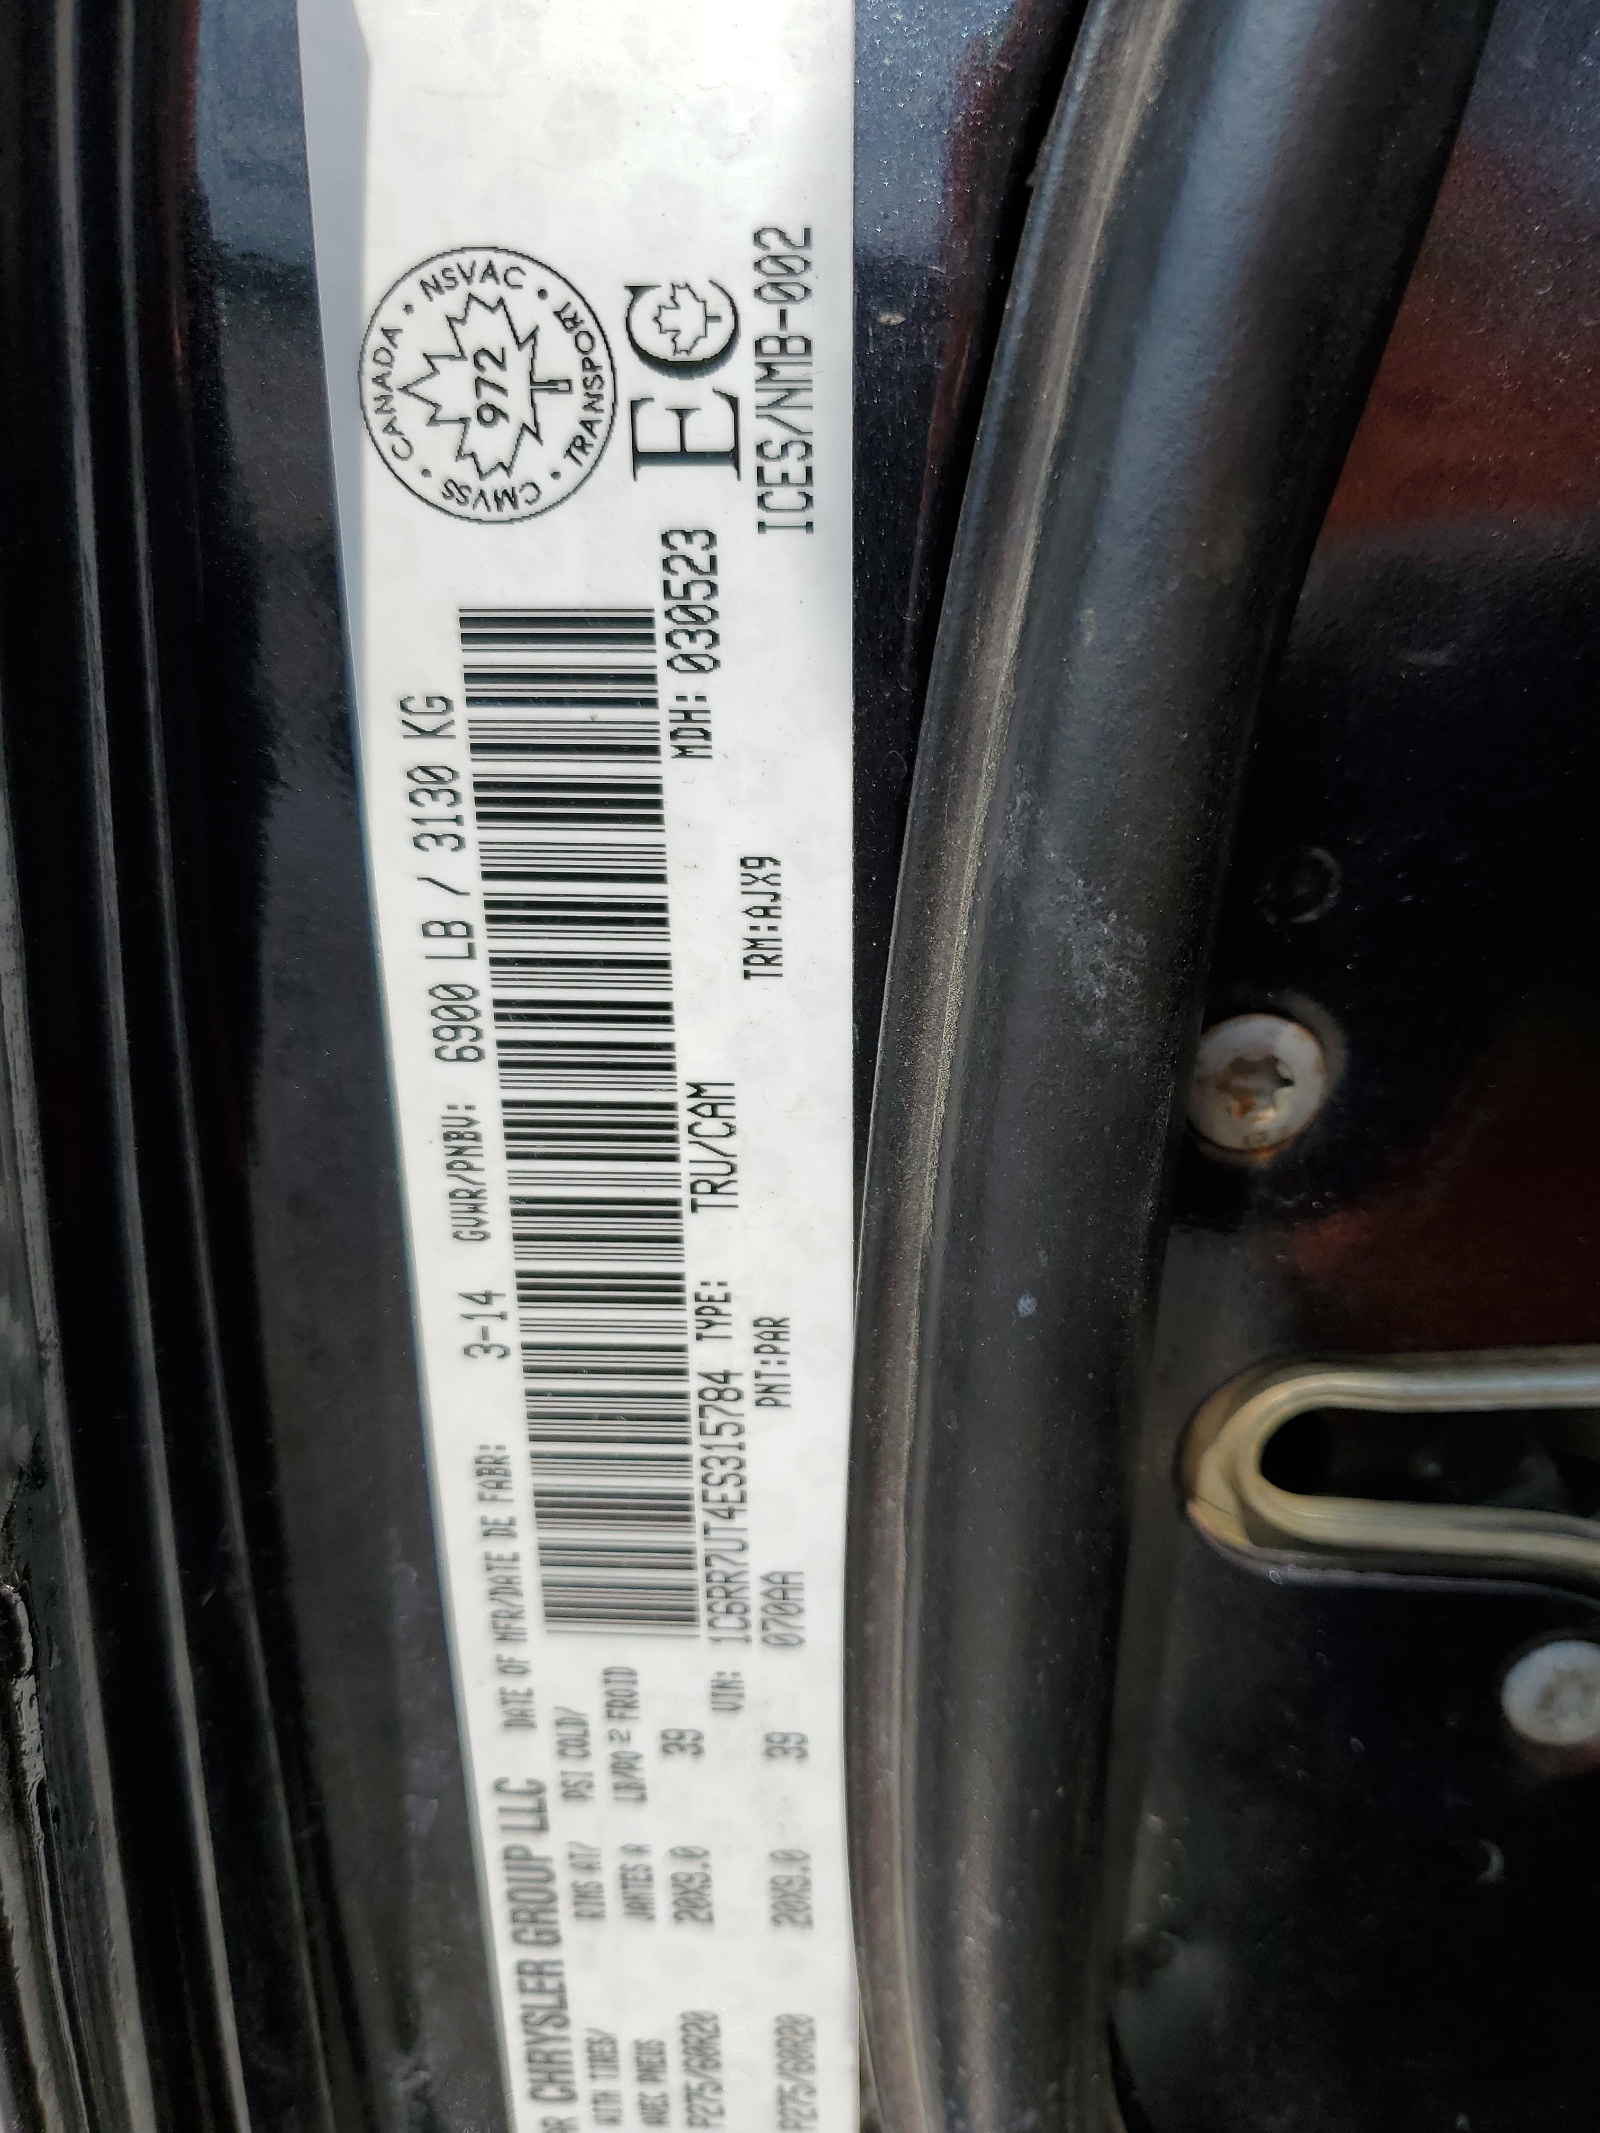 CHRYSLER GROUP LLC DATE OF MFR/DATE DE FABR: 3-14 GVWR/PNBV: 6900 LB / 3130 KG
WITH TIRES/ RIMS AT/ PSI COLD/
AVEC PNEUS JANTES A LB/PO 2 FROID
P275/60R20 20X9.0 39
VIN: 1C6RR7UT4ES315784 TYPE: TRU/CAM MDH: 030523
P275/60R20 20X9.0 39 070AA PNT:PAR TRM:AJX9
CMVSS • CANADA • NSVAC • TRANSPORT •
972
EC
ICES/NMB-002